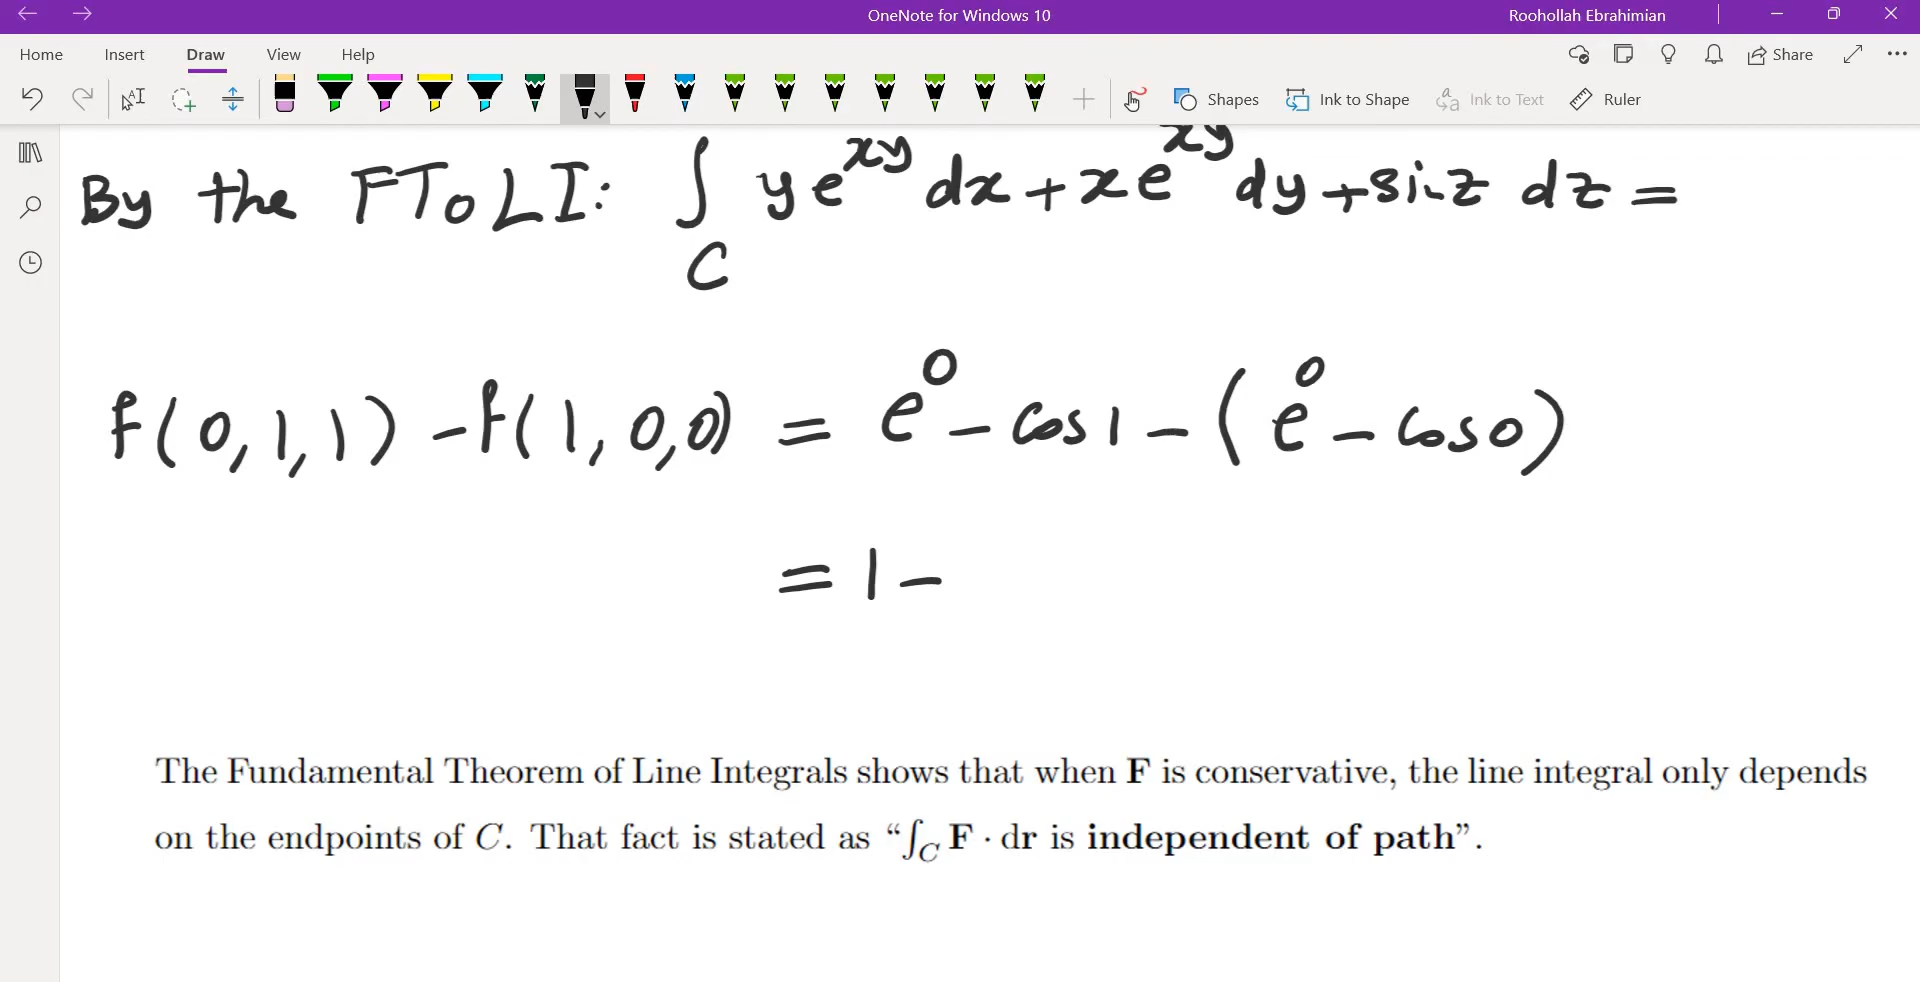 OneNote for Windows 10
Roohollah Ebrahimian
Home Insert Draw View Help
Share
Shapes Ink to Shape Ink to Text Ruler
By the FToLI: ∫_C y e^{xy} dx + x e^{xy} dy + sin z dz =
f(0,1,1) - f(1,0,0) = e^0 - cos 1 - (e^0 - cos 0)
= 1 -
The Fundamental Theorem of Line Integrals shows that when F is conservative, the line integral only depends
on the endpoints of C. That fact is stated as “∫_C F · dr is independent of path”.